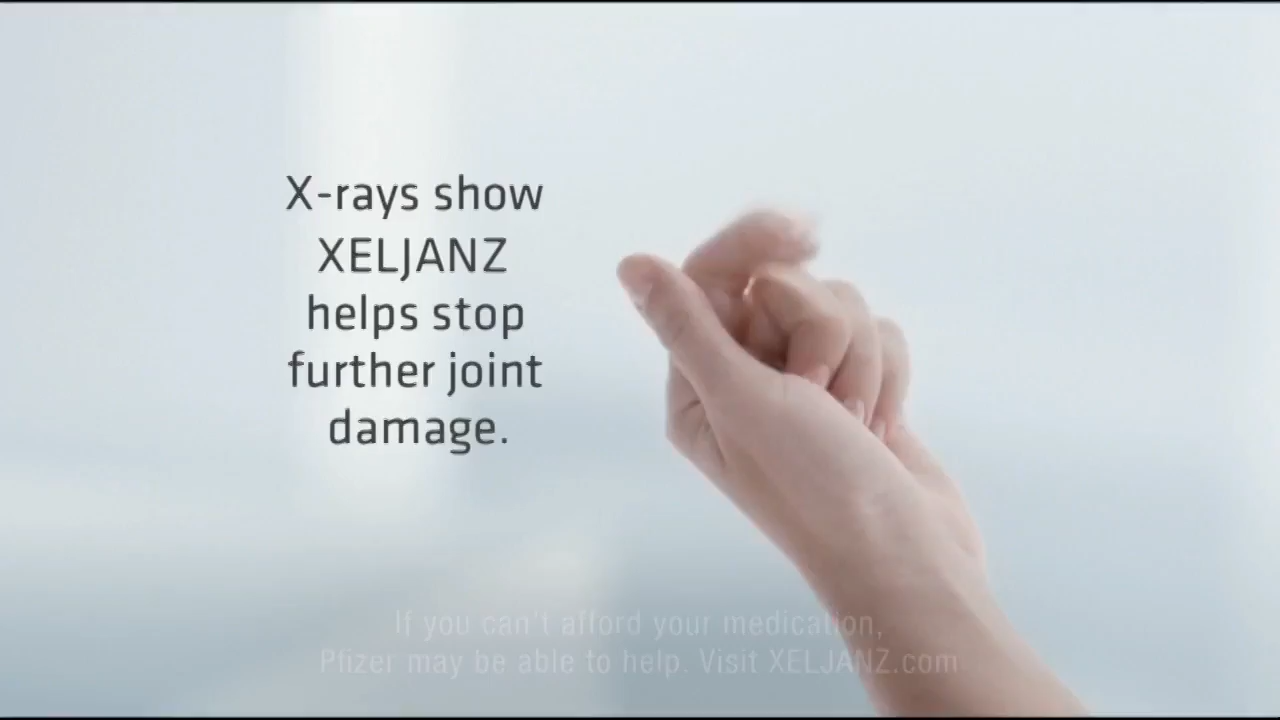 X-rays show
XELJANZ
helps stop
further joint
damage.
If you can't afford your medication,
Pfizer may be able to help. Visit XELJANZ.com